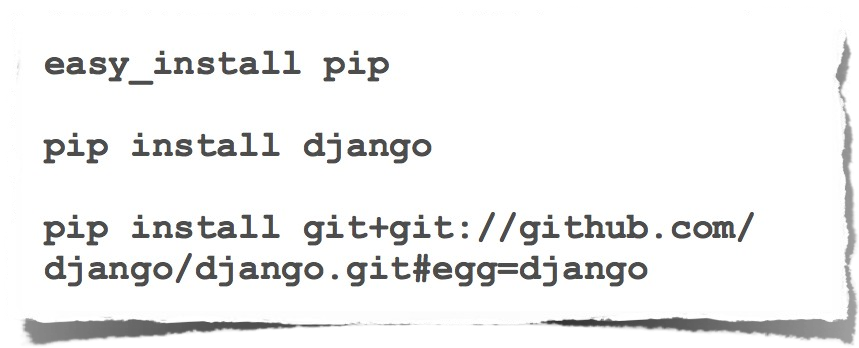 easy_install pip
pip install django
pip install git+git://github.com/
django/django.git#egg=django